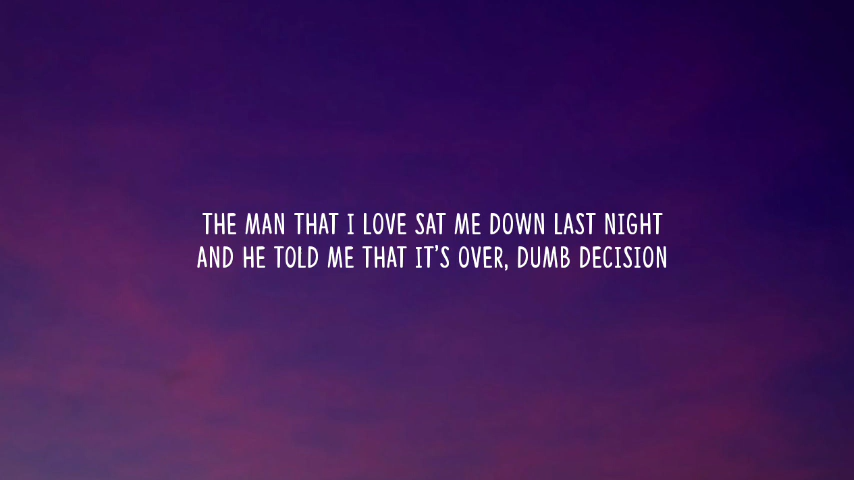 THE MAN THAT I LOVE SAT ME DOWN LAST NIGHT
AND HE TOLD ME THAT IT'S OVER, DUMB DECISION